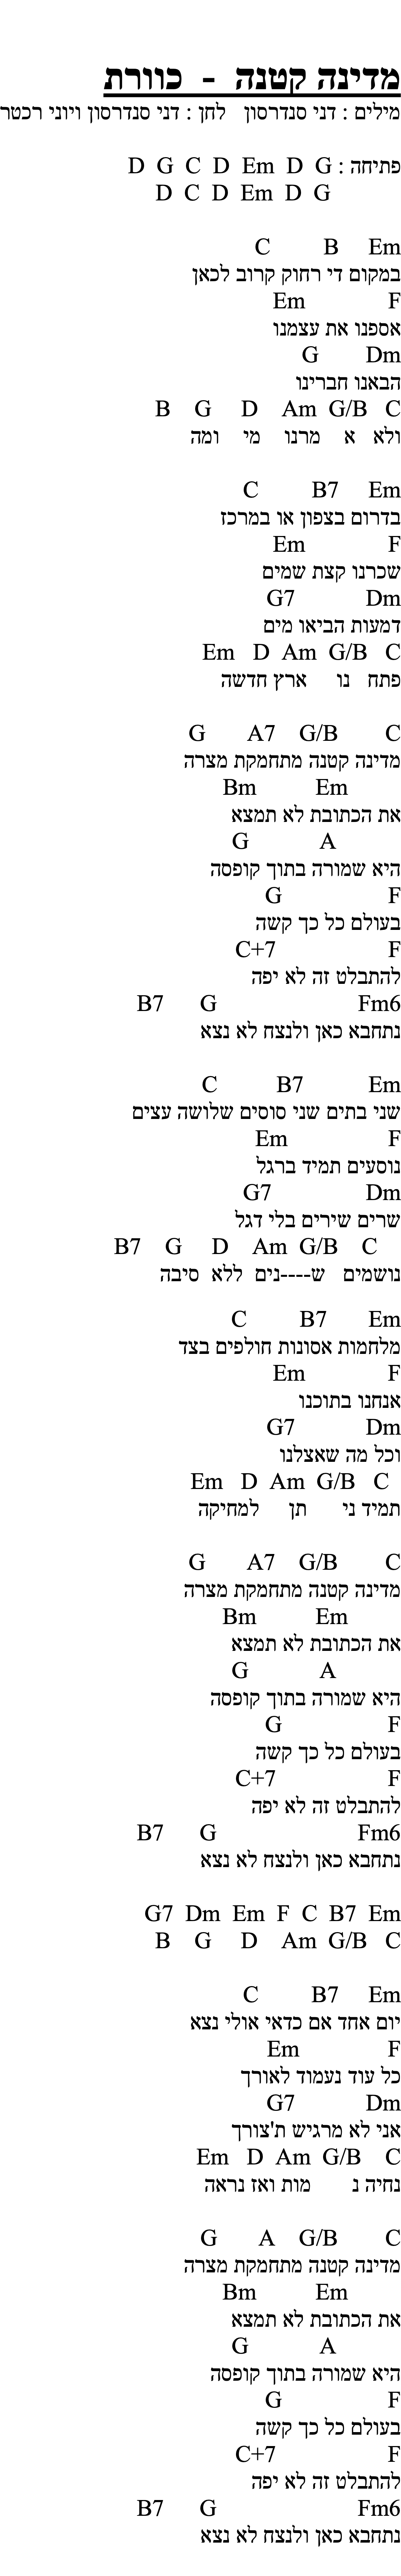 מדינה קטנה - כוורת
מילים : דני סנדרסון לחן : דני סנדרסון ויוני רכטר
פתיחה : D G C D Em D G
D C D Em D G
C B Em
במקום די רחוק קרוב לכאן
Em F
אספנו את עצמנו
G Dm
הבאנו חברינו
B G D Am G/B C
ולא א מרנו מי ומה
C B7 Em
בדרום בצפון או במרכז
Em F
שכרנו קצת שמים
G7 Dm
דמעות הביאו מים
Em D Am G/B C
פתח נו ארץ חדשה
G A7 G/B C
מדינה קטנה מתחמקת מצרה
Bm Em
את הכתובת לא תמצא
G A
היא שמורה בתוך קופסה
G F
בעולם כל כך קשה
C+7 F
להתבלט זה לא יפה
B7 G Fm6
נתחבא כאן ולנצח לא נצא
C B7 Em
שני בתים שני סוסים שלושה עצים
Em F
נוסעים תמיד ברגל
G7 Dm
שרים שירים בלי דגל
B7 G D Am G/B C
נושמים ש----נים ללא סיבה
C B7 Em
מלחמות אסונות חולפים בצד
Em F
אנחנו בתוכנו
G7 Dm
וכל מה שאצלנו
Em D Am G/B C
תמיד ני תן למחיקה
G A7 G/B C
מדינה קטנה מתחמקת מצרה
Bm Em
את הכתובת לא תמצא
G A
היא שמורה בתוך קופסה
G F
בעולם כל כך קשה
C+7 F
להתבלט זה לא יפה
B7 G Fm6
נתחבא כאן ולנצח לא נצא
G7 Dm Em F C B7 Em
B G D Am G/B C
C B7 Em
יום אחד אם כדאי אולי נצא
Em F
כל עוד נעמוד לאורך
G7 Dm
אני לא מרגיש ת'צורך
Em D Am G/B C
נחיה נ מות ואז נראה
G A G/B C
מדינה קטנה מתחמקת מצרה
Bm Em
את הכתובת לא תמצא
G A
היא שמורה בתוך קופסה
G F
בעולם כל כך קשה
C+7 F
להתבלט זה לא יפה
B7 G Fm6
נתחבא כאן ולנצח לא נצא